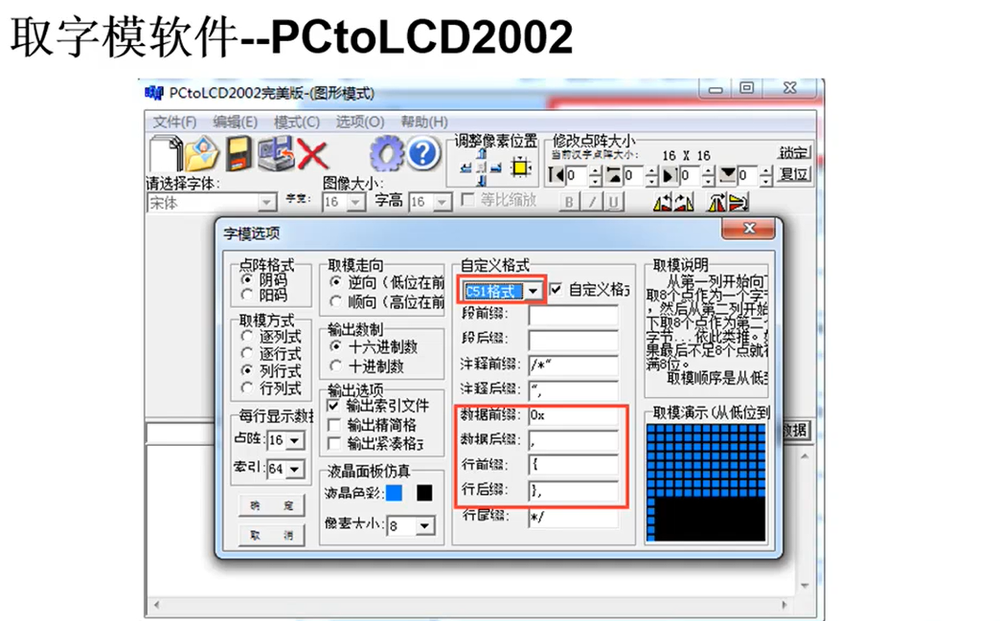 取字模软件--PCtoLCD2002
PCtoLCD2002完美版-(图形模式)
文件(F) 编辑(E) 模式(C) 选项(O) 帮助(H)
调整像素位置
修改点阵大小
当前汉字点阵大小: 16 X 16
锁定
0 0 0 0
复位
请选择字体:
图像大小:
宋体
字宽: 16 字高 16
等比缩放
B I U
字模选项
点阵格式
阴码
阳码
取模方式
逐列式
逐行式
列行式
行列式
每行显示数据
点阵: 16
索引: 64
确 定
取 消
取模走向
逆向(低位在前
顺向(高位在前
输出数制
十六进制数
十进制数
输出选项
输出索引文件
输出精简格
输出紧凑格式
液晶面板仿真
液晶色彩:
像素大小: 8
自定义格式
C51格式
自定义格式
段前缀:
段后缀:
注释前缀: /*"
注释后缀: ",
数据前缀: 0x
数据后缀: ,
行前缀: {
行后缀: },
行尾缀: */
取模说明
从第一列开始向下
取8个点作为一个字节
，然后从第二列开始
下取8个点作为第二个
字节...依此类推。如
果最后不足8个点就补
满8位。
取模顺序是从低到
取模演示(从低位到
数据